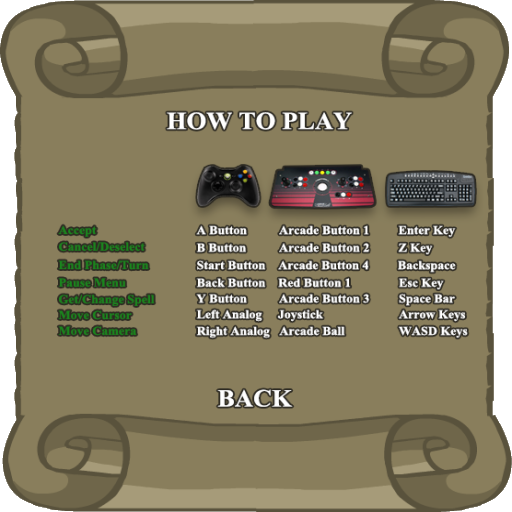 HOW TO PLAY
Accept A Button Arcade Button 1 Enter Key
Cancel/Deselect B Button Arcade Button 2 Z Key
End Phase/Turn Start Button Arcade Button 4 Backspace
Pause Menu Back Button Red Button 1 Esc Key
Get/Change Spell Y Button Arcade Button 3 Space Bar
Move Cursor Left Analog Joystick Arrow Keys
Move Camera Right Analog Arcade Ball WASD Keys
BACK